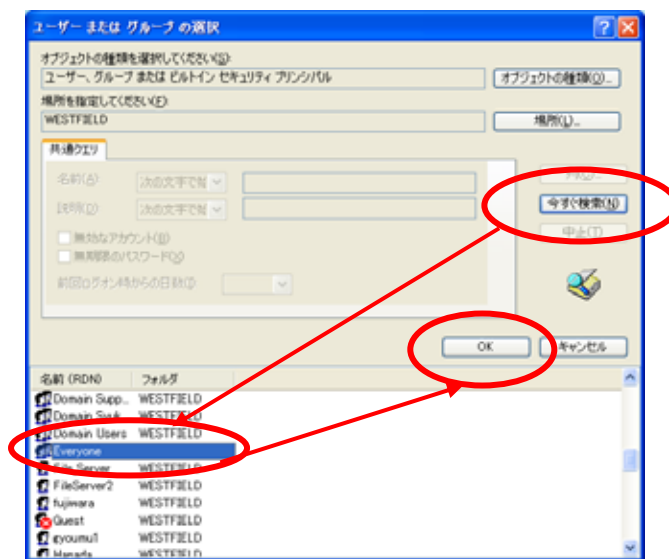 ユーザー または グループ の選択
オブジェクトの種類を選択してください(S):
ユーザー、グループ または ビルトイン セキュリティ プリンシパル
オブジェクトの種類(O)...
場所を指定してください(F):
WESTFIELD
場所(L)...
共通クエリ
名前(A):
次の文字で始
説明(D):
次の文字で始
今すぐ検索(N)
無効なアカウント(B)
中止(T)
無期限のパスワード(X)
前回ログオン時からの日数(I):
OK
キャンセル
名前 (RDN) フォルダ
Domain Supp... WESTFIELD
Domain WESTFIELD
Domain Users WESTFIELD
Everyone
File Server WESTFIELD
FileServer2 WESTFIELD
fujiwara WESTFIELD
Guest WESTFIELD
gyoumu1 WESTFIELD
WESTFIELD